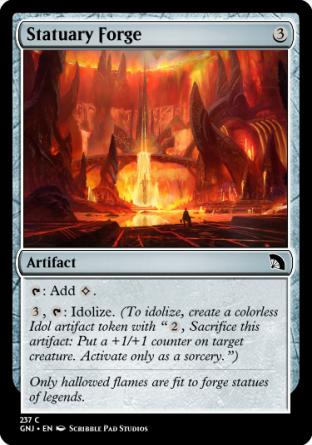 Statuary Forge 3
Artifact
: Add .
3, : Idolize. (To idolize, create a colorless
Idol artifact token with “2, Sacrifice this
artifact: Put a +1/+1 counter on target
creature. Activate only as a sorcery.”)
Only hallowed flames are fit to forge statues
of legends.
237 C
GNJ • EN Scribble Pad Studios